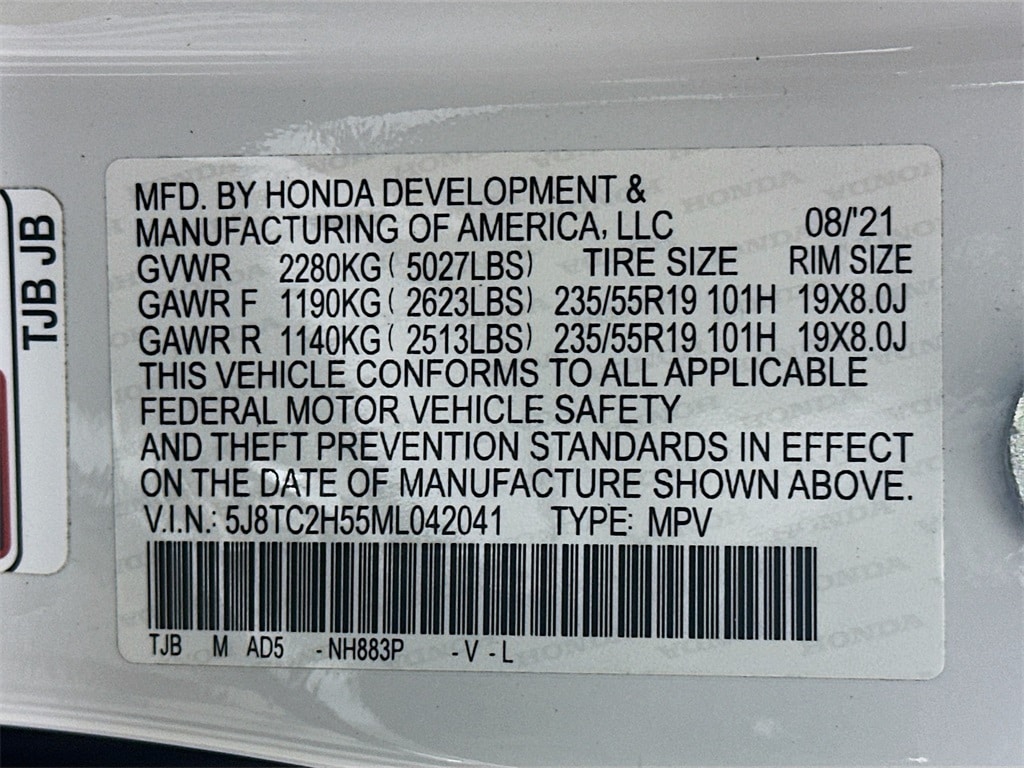 MFD. BY HONDA DEVELOPMENT &
MANUFACTURING OF AMERICA, LLC 08/'21
GVWR 2280KG ( 5027LBS) TIRE SIZE RIM SIZE
GAWR F 1190KG ( 2623LBS) 235/55R19 101H 19X8.0J
GAWR R 1140KG ( 2513LBS) 235/55R19 101H 19X8.0J
THIS VEHICLE CONFORMS TO ALL APPLICABLE
FEDERAL MOTOR VEHICLE SAFETY
AND THEFT PREVENTION STANDARDS IN EFFECT
ON THE DATE OF MANUFACTURE SHOWN ABOVE.
V.I.N.: 5J8TC2H55ML042041 TYPE: MPV
TJB M AD5 -NH883P -V -L
TJB JB